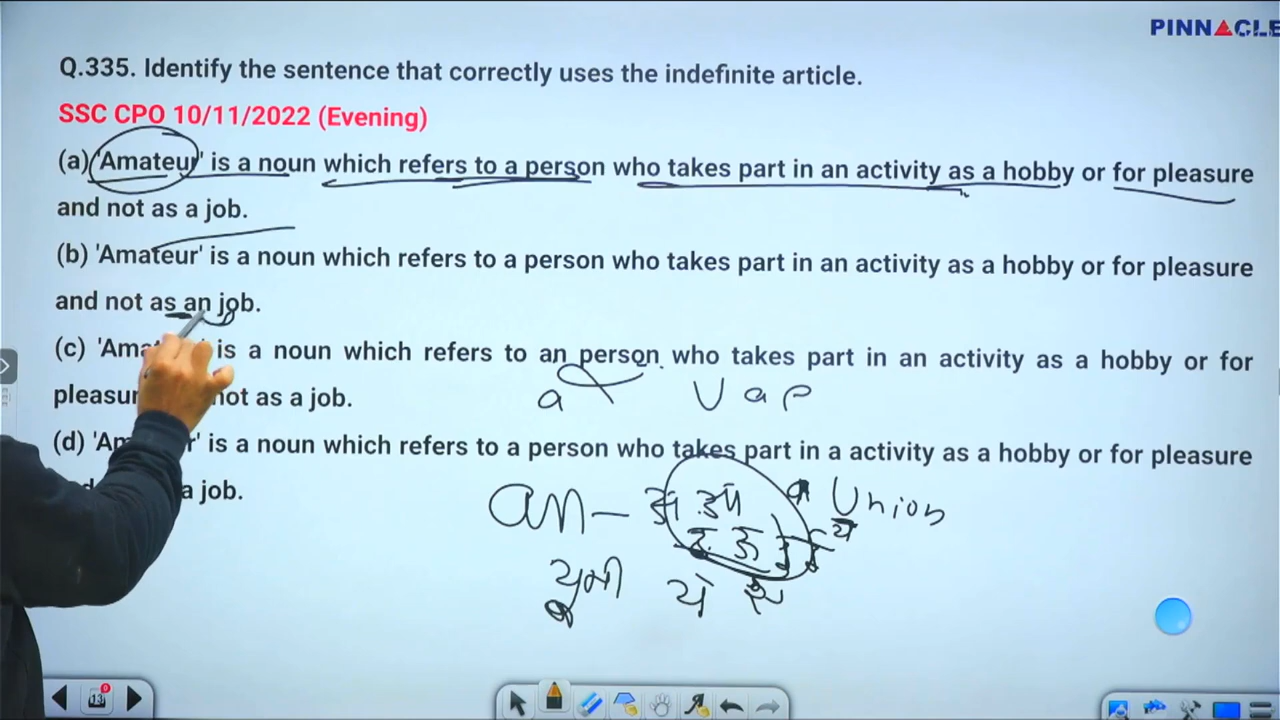 PINNACLE
Q.335. Identify the sentence that correctly uses the indefinite article.
SSC CPO 10/11/2022 (Evening)
(a) 'Amateur' is a noun which refers to a person who takes part in an activity as a hobby or for pleasure
and not as a job.
(b) 'Amateur' is a noun which refers to a person who takes part in an activity as a hobby or for pleasure
and not as an job.
(c) is a noun which refers to an person who takes part in an activity as a hobby or for
not as a job.
(d) is a noun which refers to a person who takes part in a activity as a hobby or for pleasure
a job.
a U a p
an – अ आ a Union
इ ऊ
13